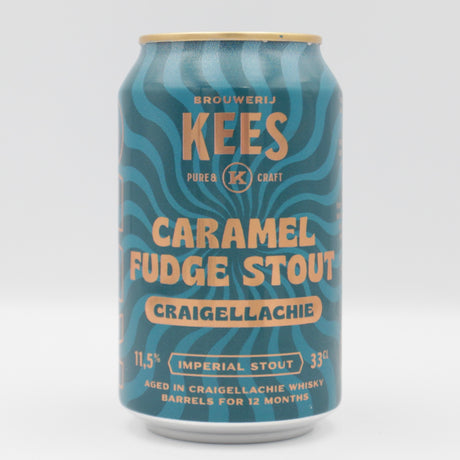 BROUWERIJ
KEES
PURE & K CRAFT
CARAMEL
FUDGE STOUT
CRAIGELLACHIE
11,5% IMPERIAL STOUT 33CL
AGED IN CRAIGELLACHIE WHISKY
BARRELS FOR 12 MONTHS